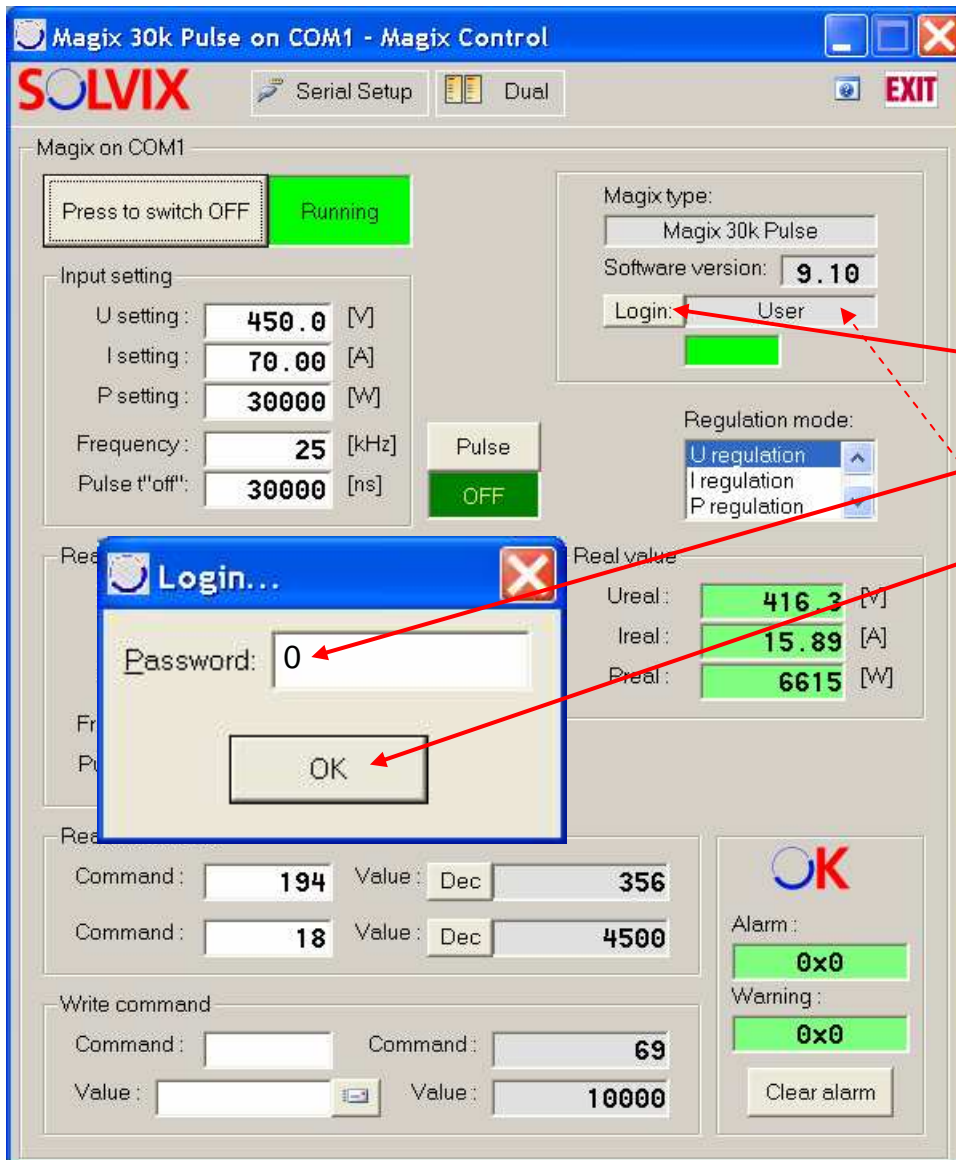 Magix 30k Pulse on COM1 - Magix Control
SOLVIX Serial Setup Dual EXIT
Magix on COM1
Press to switch OFF Running
Magix type:
Magix 30k Pulse
Software version: 9.10
Login: User
Input setting
U setting : 450.0 [V]
I setting : 70.00 [A]
P setting : 30000 [W]
Frequency : 25 [kHz]
Pulse t"off": 30000 [ns]
Pulse
OFF
Regulation mode:
U regulation
I regulation
P regulation
Login...
Password: 0
OK
Real value
Ureal : 416.3 [V]
Ireal : 15.89 [A]
Preal : 6615 [W]
Command : 194 Value : Dec 356
Command : 18 Value : Dec 4500
Write command
Command : Command : 69
Value : Value : 10000
OK
Alarm :
0x0
Warning :
0x0
Clear alarm